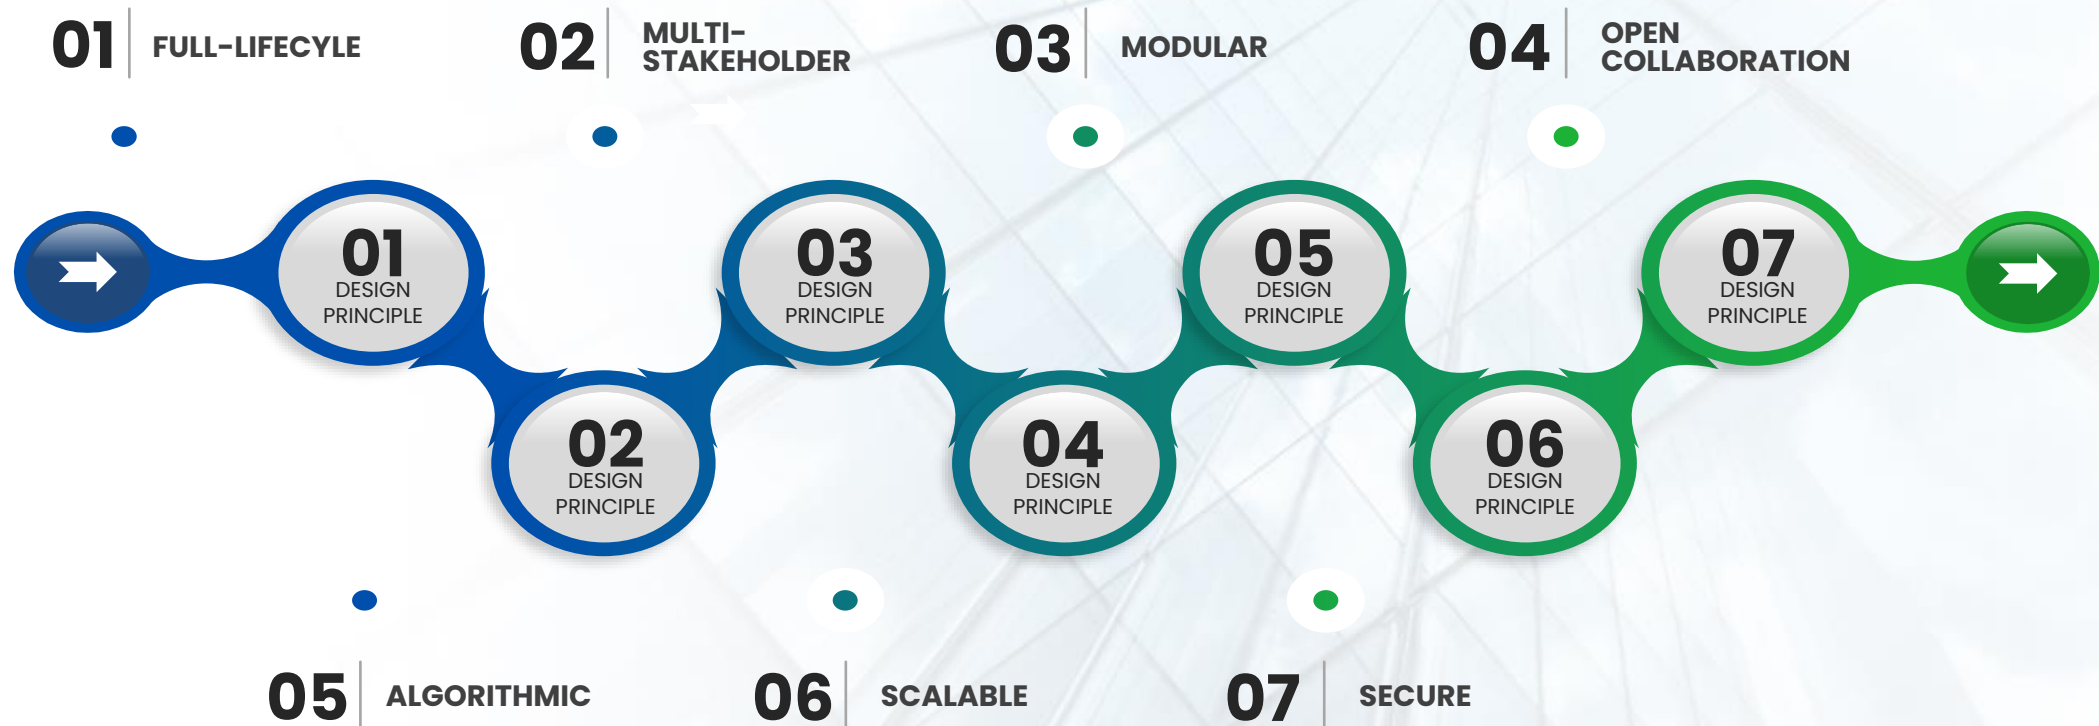 01 FULL-LIFECYLE
02 MULTI-
STAKEHOLDER
03 MODULAR
04 OPEN
COLLABORATION
01
DESIGN
PRINCIPLE
02
DESIGN
PRINCIPLE
03
DESIGN
PRINCIPLE
04
DESIGN
PRINCIPLE
05
DESIGN
PRINCIPLE
06
DESIGN
PRINCIPLE
07
DESIGN
PRINCIPLE
05 ALGORITHMIC
06 SCALABLE
07 SECURE